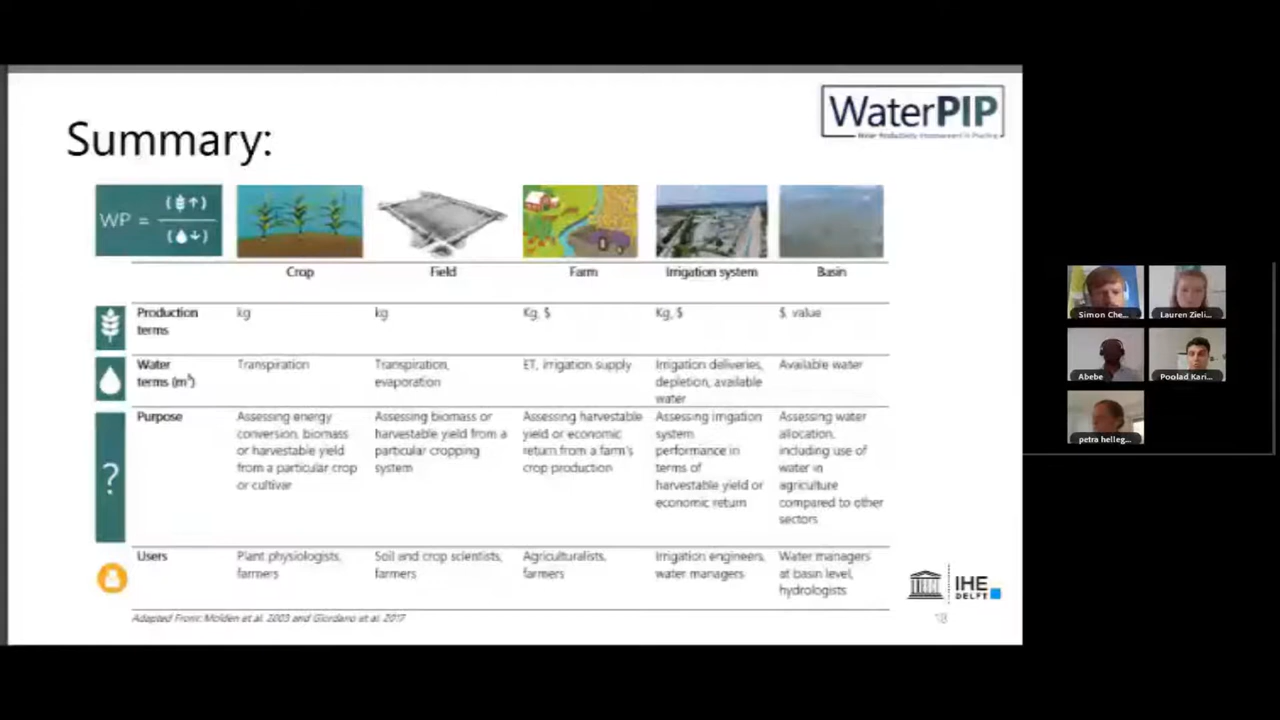 WaterPIP
Water Productivity Improvement in Practice
Summary:
WP =
Crop Field Farm Irrigation system Basin
Production terms kg kg Kg, $ Kg, $ $, value
Water terms (m³) Transpiration Transpiration, evaporation ET, irrigation supply Irrigation deliveries, depletion, available water Available water
Purpose
Assessing energy
conversion, biomass
or harvestable yield
from a particular crop
or cultivar
Assessing biomass or
harvestable yield from a
particular cropping
system
Assessing harvestable
yield or economic
return from a farm's
crop production
Assessing irrigation
system
performance in
terms of
harvestable yield or
economic return
Assessing water
allocation,
including use of
water in
agriculture
compared to other
sectors
Users
Plant physiologists,
farmers
Soil and crop scientists,
farmers
Agriculturalists,
farmers
Irrigation engineers,
water managers
Water managers
at basin level,
hydrologists
Adapted From: Molden et al. 2003 and Giordano et al. 2017
IHE
DELFT
18
Simon Che...
Lauren Zieli...
Abebe
Poolad Kari...
petra helleg...